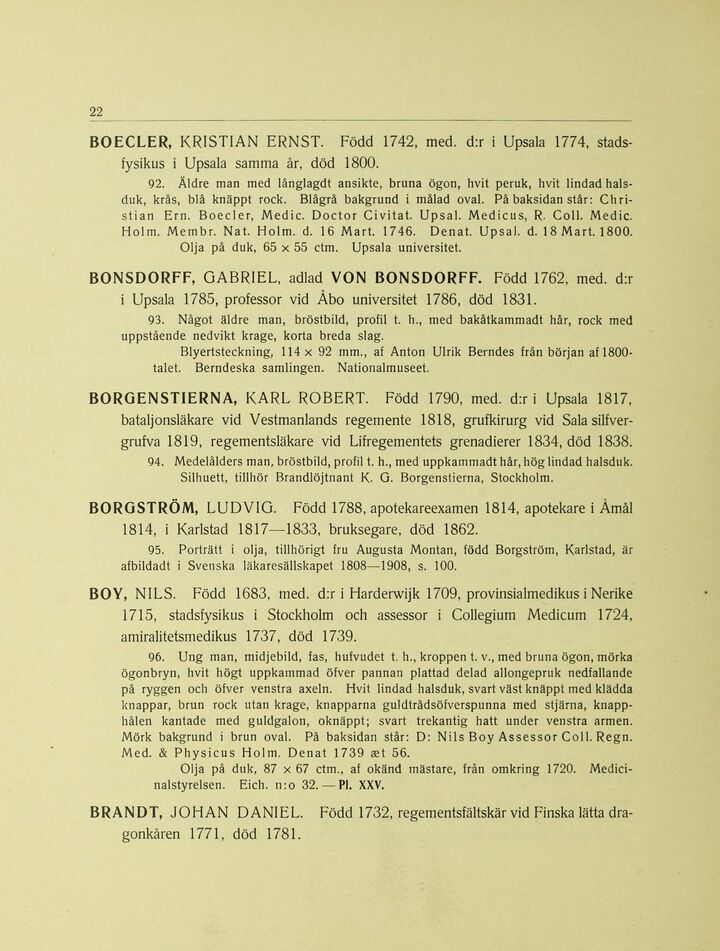 22
BOECLER, KRISTIAN ERNST. Född 1742, med. d:r i Upsala 1774, stads-
fysikus i Upsala samma år, död 1800.
92. Äldre man med långlagdt ansikte, bruna ögon, hvit peruk, hvit lindad hals-
duk, krås, blå knäppt rock. Blågrå bakgrund i målad oval. På baksidan står: Chri-
stian Ern. Boecler, Medic. Doctor Civitat. Upsal. Medicus, R. Coll. Medic.
Holm. Membr. Nat. Holm. d. 16 Mart. 1746. Denat. Upsal. d. 18 Mart. 1800.
Olja på duk, 65 × 55 ctm. Upsala universitet.
BONSDORFF, GABRIEL, adlad VON BONSDORFF. Född 1762, med. d:r
i Upsala 1785, professor vid Åbo universitet 1786, död 1831.
93. Något äldre man, bröstbild, profil t. h., med bakåtkammadt hår, rock med
uppstående nedvikt krage, korta breda slag.
Blyertsteckning, 114 × 92 mm., af Anton Ulrik Berndes från början af 1800-
talet. Berndeska samlingen. Nationalmuseet.
BORGENSTIERNA, KARL ROBERT. Född 1790, med. d:r i Upsala 1817,
bataljonsläkare vid Vestmanlands regemente 1818, grufkirurg vid Sala silfver-
grufva 1819, regementsläkare vid Lifregementets grenadierer 1834, död 1838.
94. Medelålders man, bröstbild, profil t. h., med uppkammadt hår, hög lindad halsduk.
Silhuett, tillhör Brandlöjtnant K. G. Borgenstierna, Stockholm.
BORGSTRÖM, LUDVIG. Född 1788, apotekareexamen 1814, apotekare i Åmål
1814, i Karlstad 1817—1833, bruksegare, död 1862.
95. Porträtt i olja, tillhörigt fru Augusta Montan, född Borgström, Karlstad, är
afbildadt i Svenska läkaresällskapet 1808—1908, s. 100.
BOY, NILS. Född 1683, med. d:r i Harderwijk 1709, provinsialmedikus i Nerike
1715, stadsfysikus i Stockholm och assessor i Collegium Medicum 1724,
amiralitetsmedikus 1737, död 1739.
96. Ung man, midjebild, fas, hufvudet t. h., kroppen t. v., med bruna ögon, mörka
ögonbryn, hvit högt uppkammad öfver pannan plattad delad allongepruk nedfallande
på ryggen och öfver venstra axeln. Hvit lindad halsduk, svart väst knäppt med klädda
knappar, brun rock utan krage, knapparna guldtrådsöfverspunna med stjärna, knapp-
hålen kantade med guldgalon, oknäppt; svart trekantig hatt under venstra armen.
Mörk bakgrund i brun oval. På baksidan står: D: Nils Boy Assessor Coll. Regn.
Med. & Physicus Holm. Denat 1739 æt 56.
Olja på duk, 87 × 67 ctm., af okänd mästare, från omkring 1720. Medici-
nalstyrelsen. Eich. n:o 32. — Pl. XXV.
BRANDT, JOHAN DANIEL. Född 1732, regementsfältskär vid Finska lätta dra-
gonkåren 1771, död 1781.